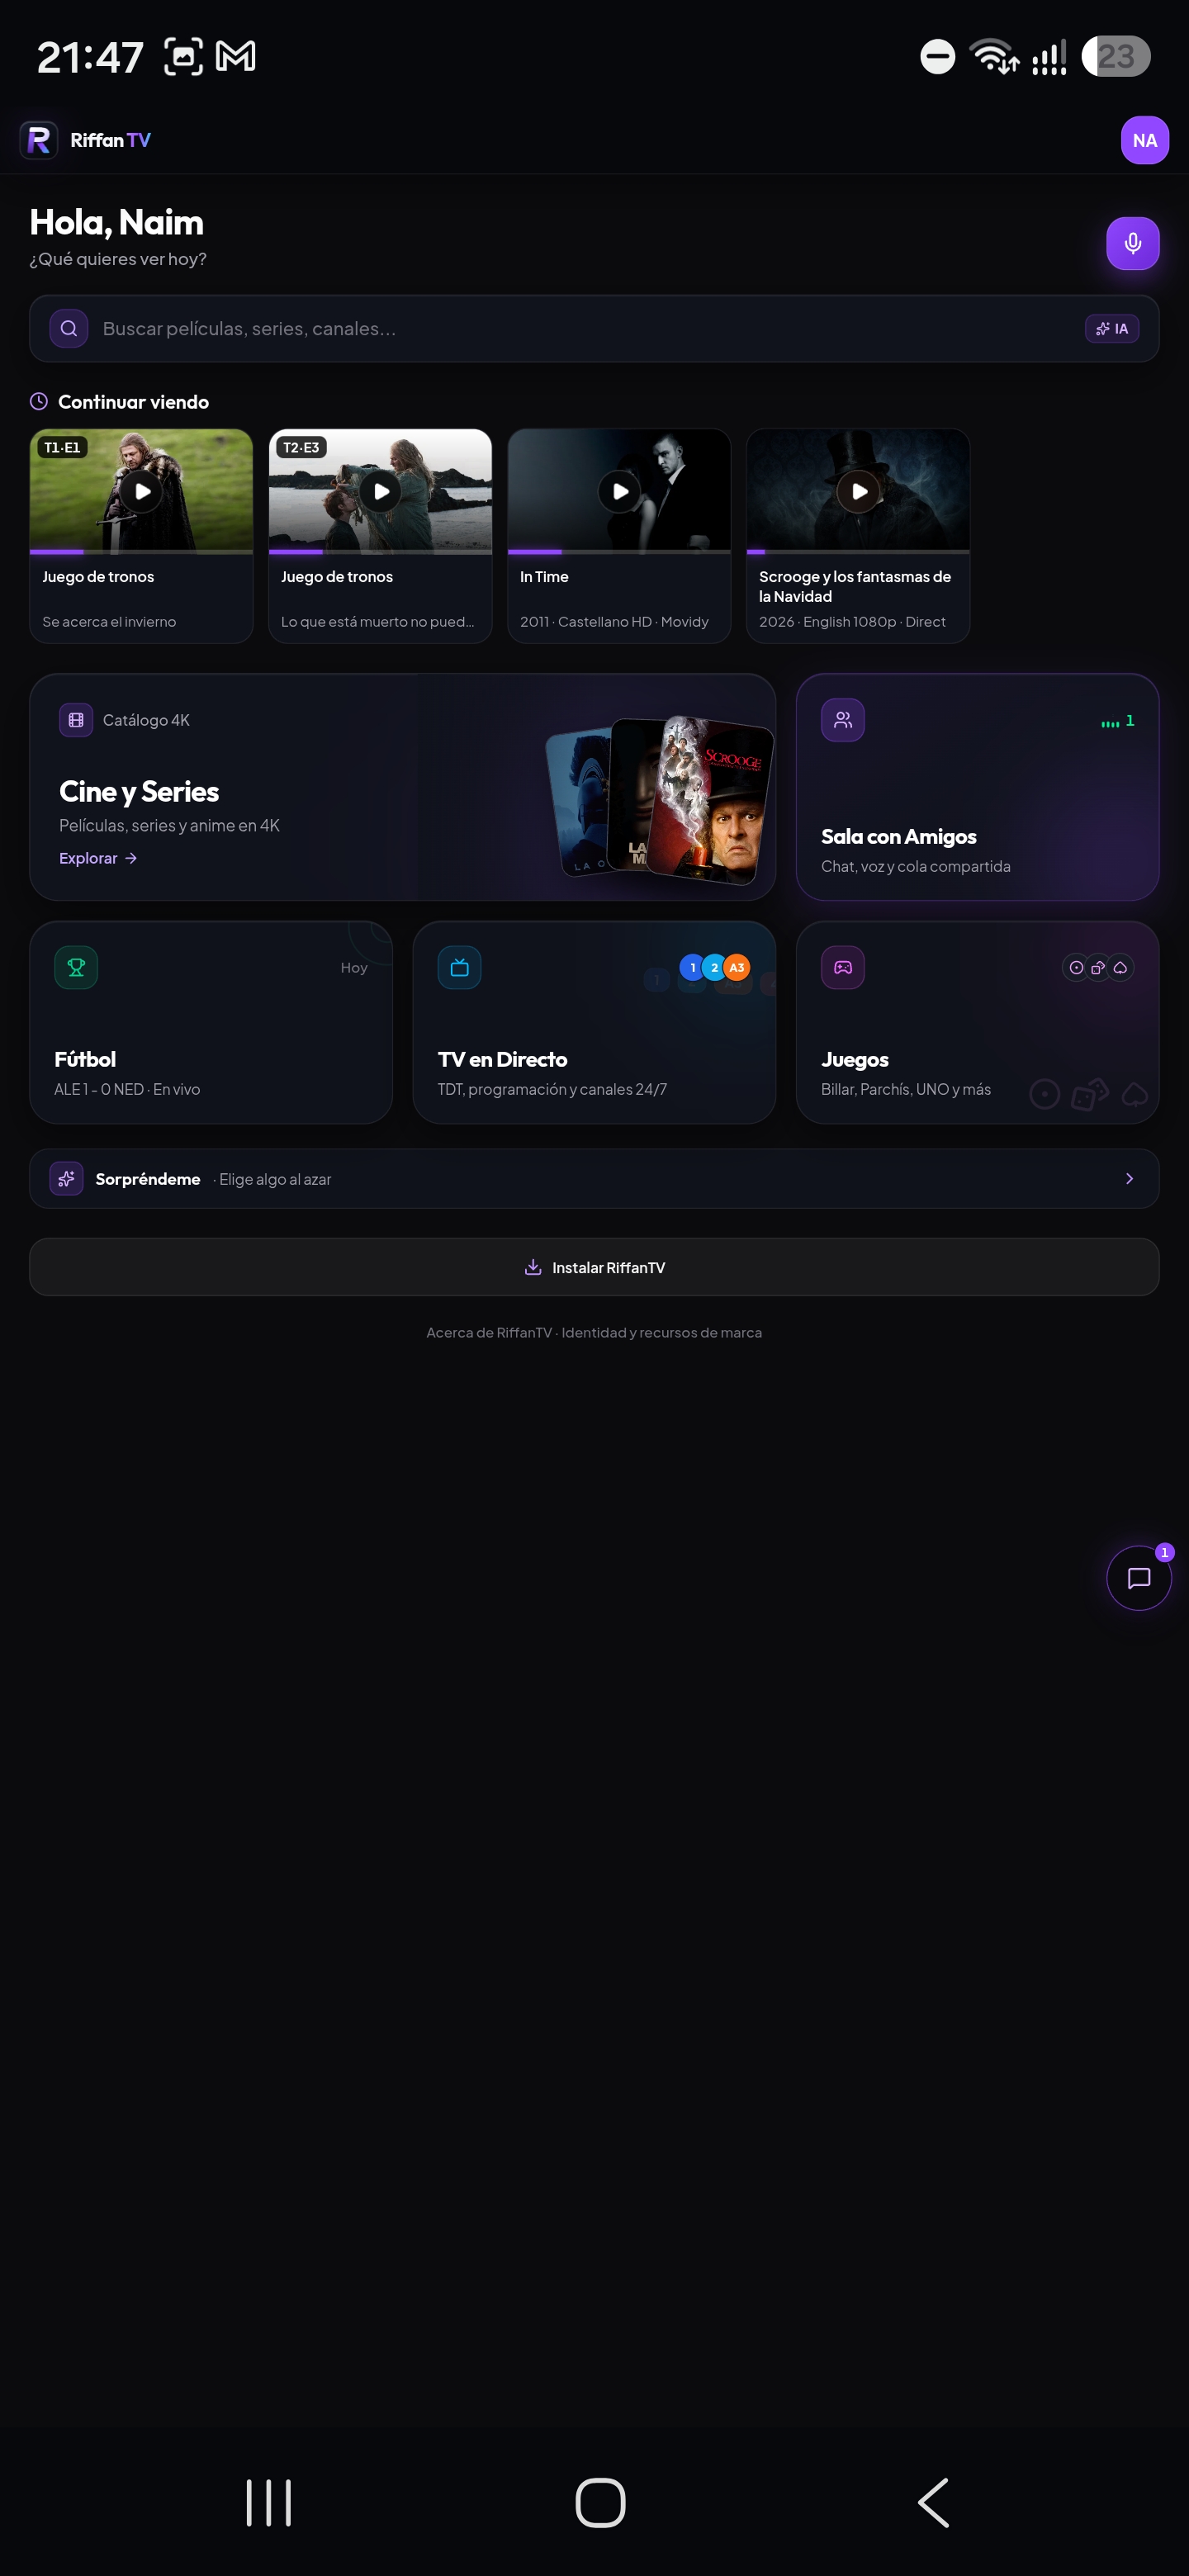 21:47
23
Riffan TV
NA
Hola, Naim
¿Qué quieres ver hoy?
Buscar películas, series, canales...
IA
Continuar viendo
T1·E1
T2·E3
Juego de tronos
Se acerca el invierno
Juego de tronos
Lo que está muerto no pued...
In Time
2011 · Castellano HD · Movidy
Scrooge y los fantasmas de
la Navidad
2026 · English 1080p · Direct
Catálogo 4K
Cine y Series
Películas, series y anime en 4K
Explorar
LA O
LA
M
SCROOGE
1
Sala con Amigos
Chat, voz y cola compartida
Hoy
Fútbol
ALE 1 - 0 NED · En vivo
1
2
A3
TV en Directo
TDT, programación y canales 24/7
Juegos
Billar, Parchís, UNO y más
Sorpréndeme · Elige algo al azar
Instalar RiffanTV
Acerca de RiffanTV · Identidad y recursos de marca
1